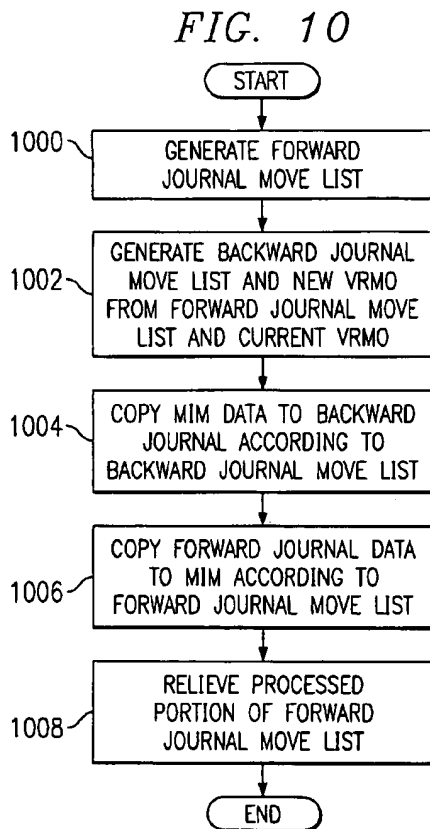 FIG. 10
START
1000
GENERATE FORWARD
JOURNAL MOVE LIST
1002
GENERATE BACKWARD JOURNAL
MOVE LIST AND NEW VRMO
FROM FORWARD JOURNAL MOVE
LIST AND CURRENT VRMO
1004
COPY MIM DATA TO BACKWARD
JOURNAL ACCORDING TO
BACKWARD JOURNAL MOVE LIST
1006
COPY FORWARD JOURNAL DATA
TO MIM ACCORDING TO
FORWARD JOURNAL MOVE LIST
1008
RELIEVE PROCESSED
PORTION OF FORWARD
JOURNAL MOVE LIST
END